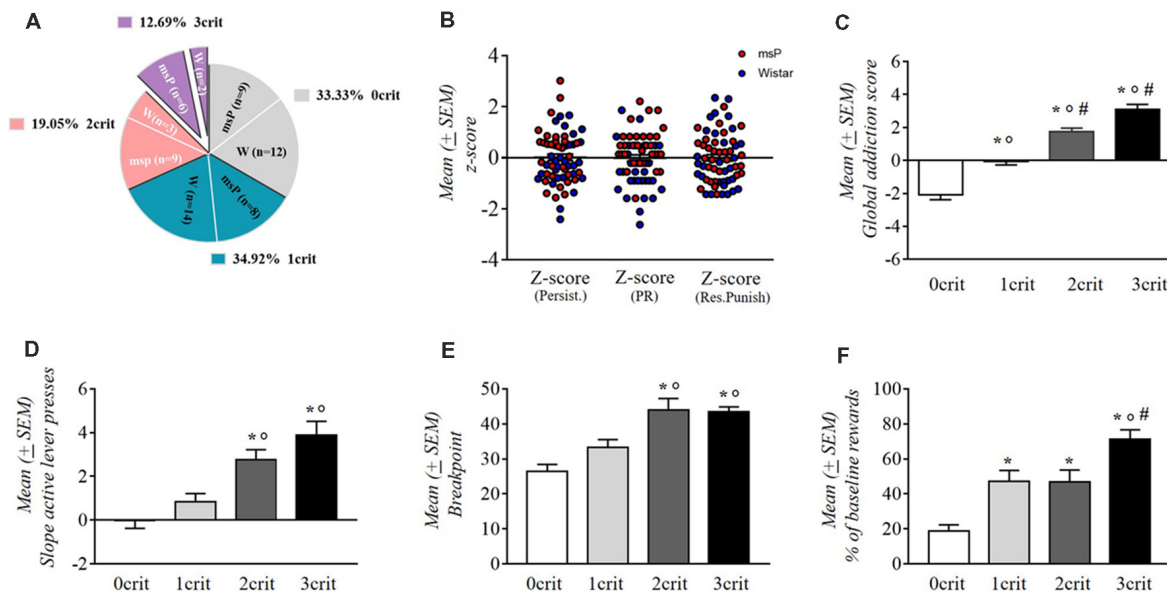 A
12.69% 3crit
33.33% 0crit
19.05% 2crit
34.92% 1crit
W (n=2)
msP (n=6)
msP (n=9)
W (n=12)
msP (n=8)
W (n=14)
msp (n=9)
W (n=3)
B
Mean (± SEM)
z-score
4
2
0
-2
-4
msP
Wistar
Z-score
(Persist.)
Z-score
(PR)
Z-score
(Res.Punish)
C
Mean (± SEM)
Global addiction score
6
4
2
0
-2
-4
-6
* °
* ° #
* ° #
0crit 1crit 2crit 3crit
D
Mean (± SEM)
Slope active lever presses
6
4
2
0
-2
* °
* °
0crit 1crit 2crit 3crit
E
Mean (± SEM)
Breakpoint
50
40
30
20
10
0
* °
* °
0crit 1crit 2crit 3crit
F
Mean (± SEM)
% of baseline rewards
100
80
60
40
20
0
*
*
* ° #
0crit 1crit 2crit 3crit